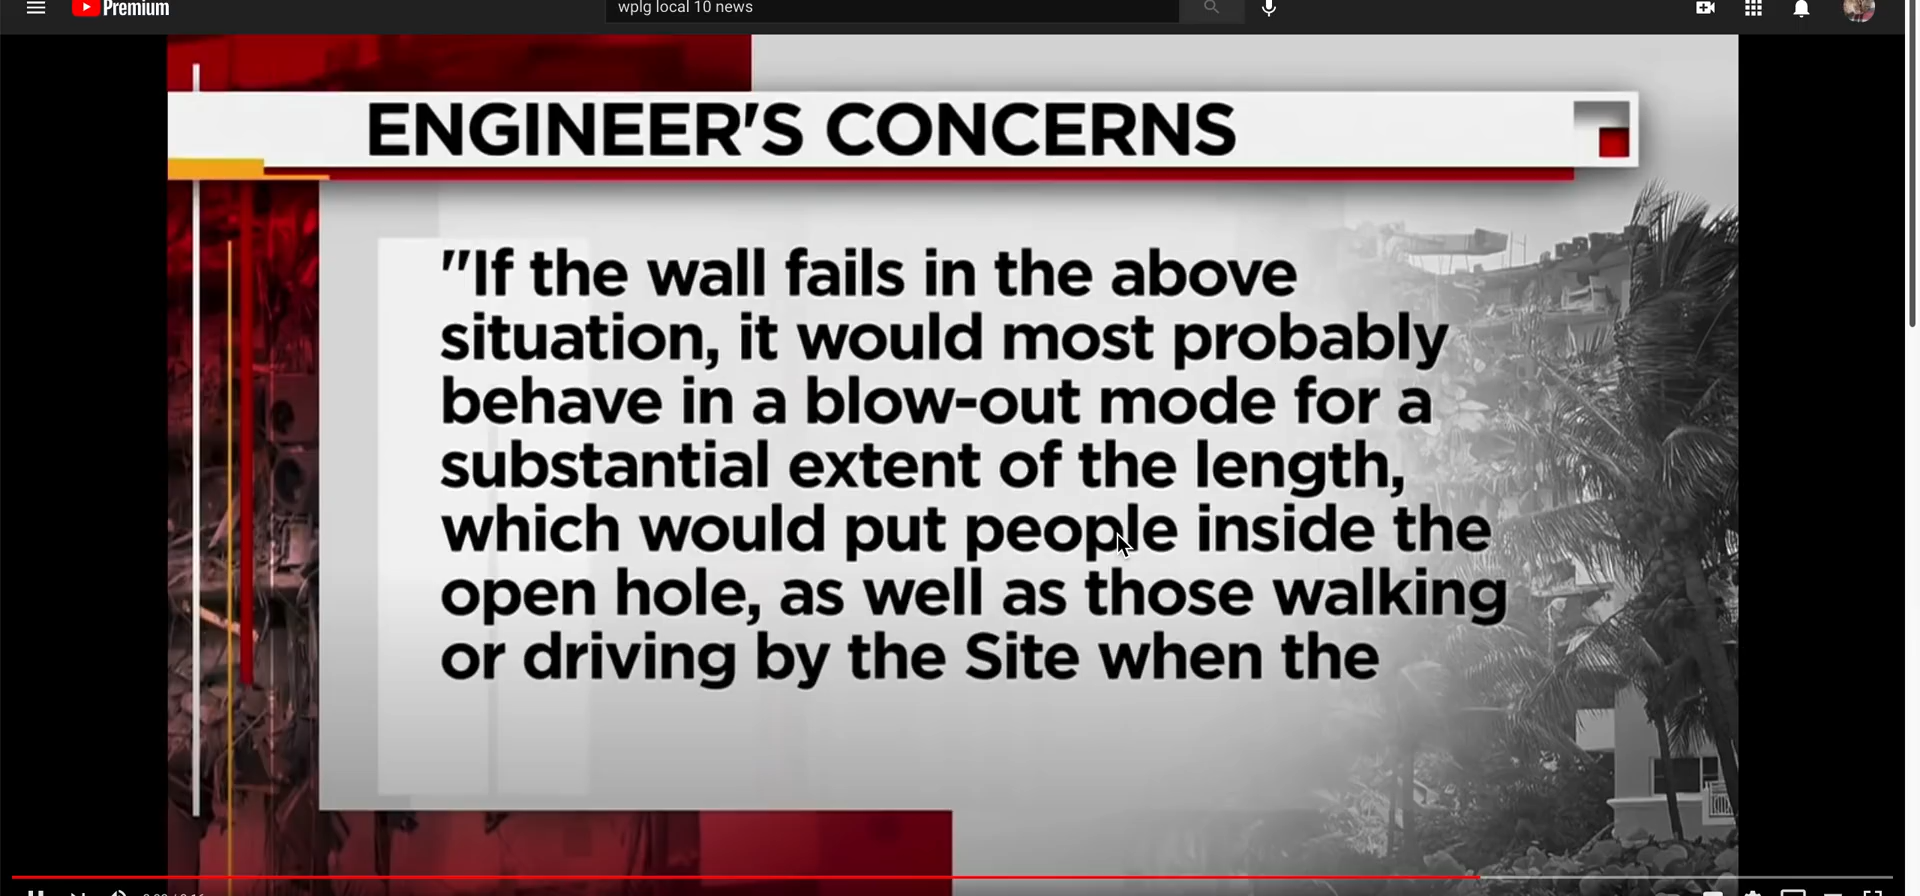 Premium
wplg local 10 news
ENGINEER'S CONCERNS
"If the wall fails in the above
situation, it would most probably
behave in a blow-out mode for a
substantial extent of the length,
which would put people inside the
open hole, as well as those walking
or driving by the Site when the